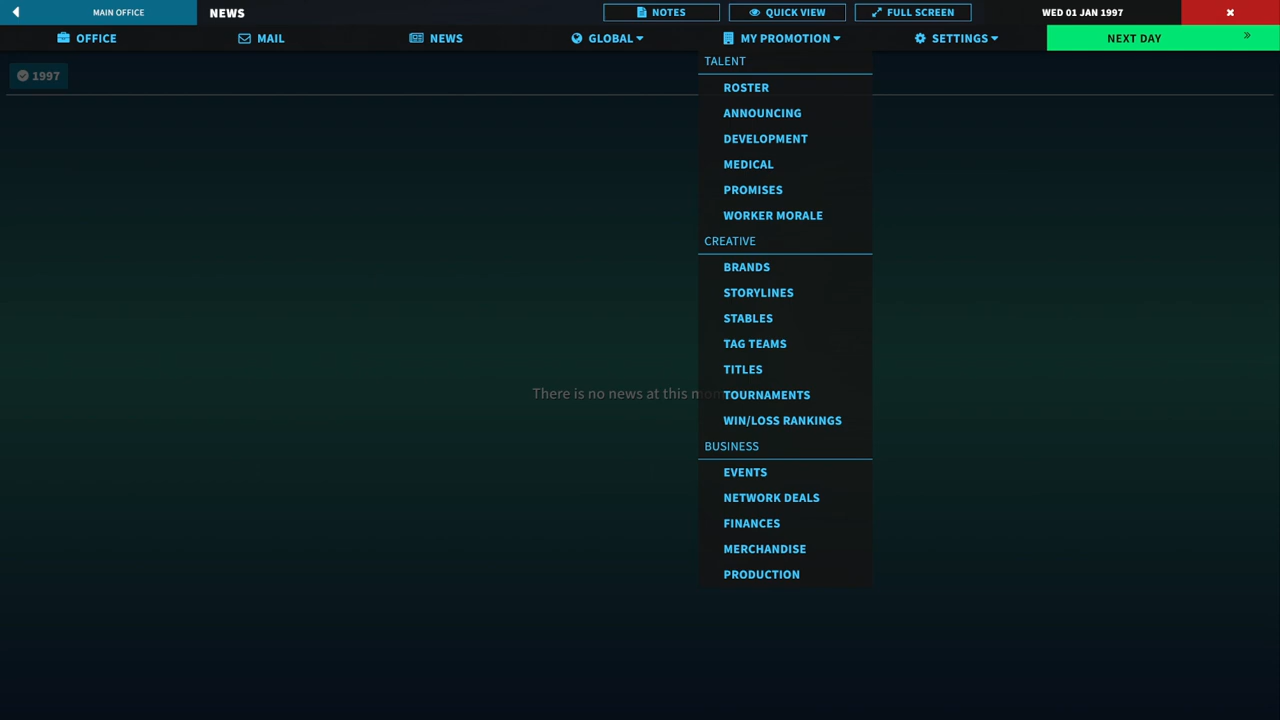 MAIN OFFICE
NEWS
NOTES
QUICK VIEW
FULL SCREEN
WED 01 JAN 1997
OFFICE
MAIL
NEWS
GLOBAL
MY PROMOTION
SETTINGS
NEXT DAY
1997
TALENT
ROSTER
ANNOUNCING
DEVELOPMENT
MEDICAL
PROMISES
WORKER MORALE
CREATIVE
BRANDS
STORYLINES
STABLES
TAG TEAMS
TITLES
There is no news at this
TOURNAMENTS
WIN/LOSS RANKINGS
BUSINESS
EVENTS
NETWORK DEALS
FINANCES
MERCHANDISE
PRODUCTION